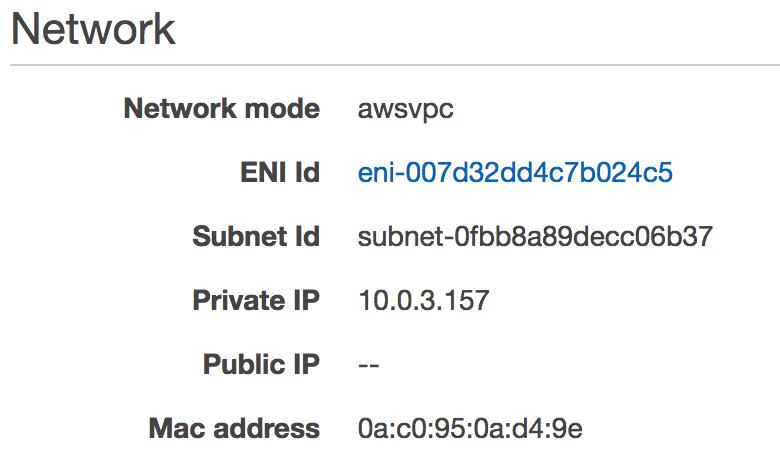 Network
Network mode awsvpc
ENI Id eni-007d32dd4c7b024c5
Subnet Id subnet-0fbb8a89decc06b37
Private IP 10.0.3.157
Public IP --
Mac address 0a:c0:95:0a:d4:9e